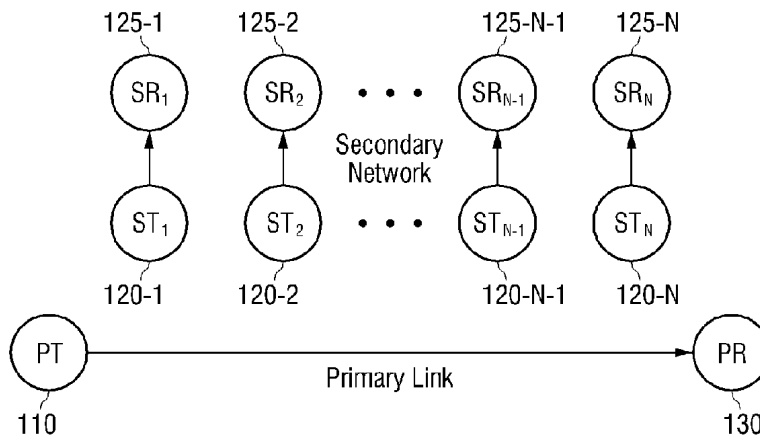 125-1 125-2 125-N-1 125-N
SR₁ SR₂ • • • SRN-1 SRN
Secondary
Network
ST₁ ST₂ • • • STN-1 STN
120-1 120-2 120-N-1 120-N
PT PR
Primary Link
110 130